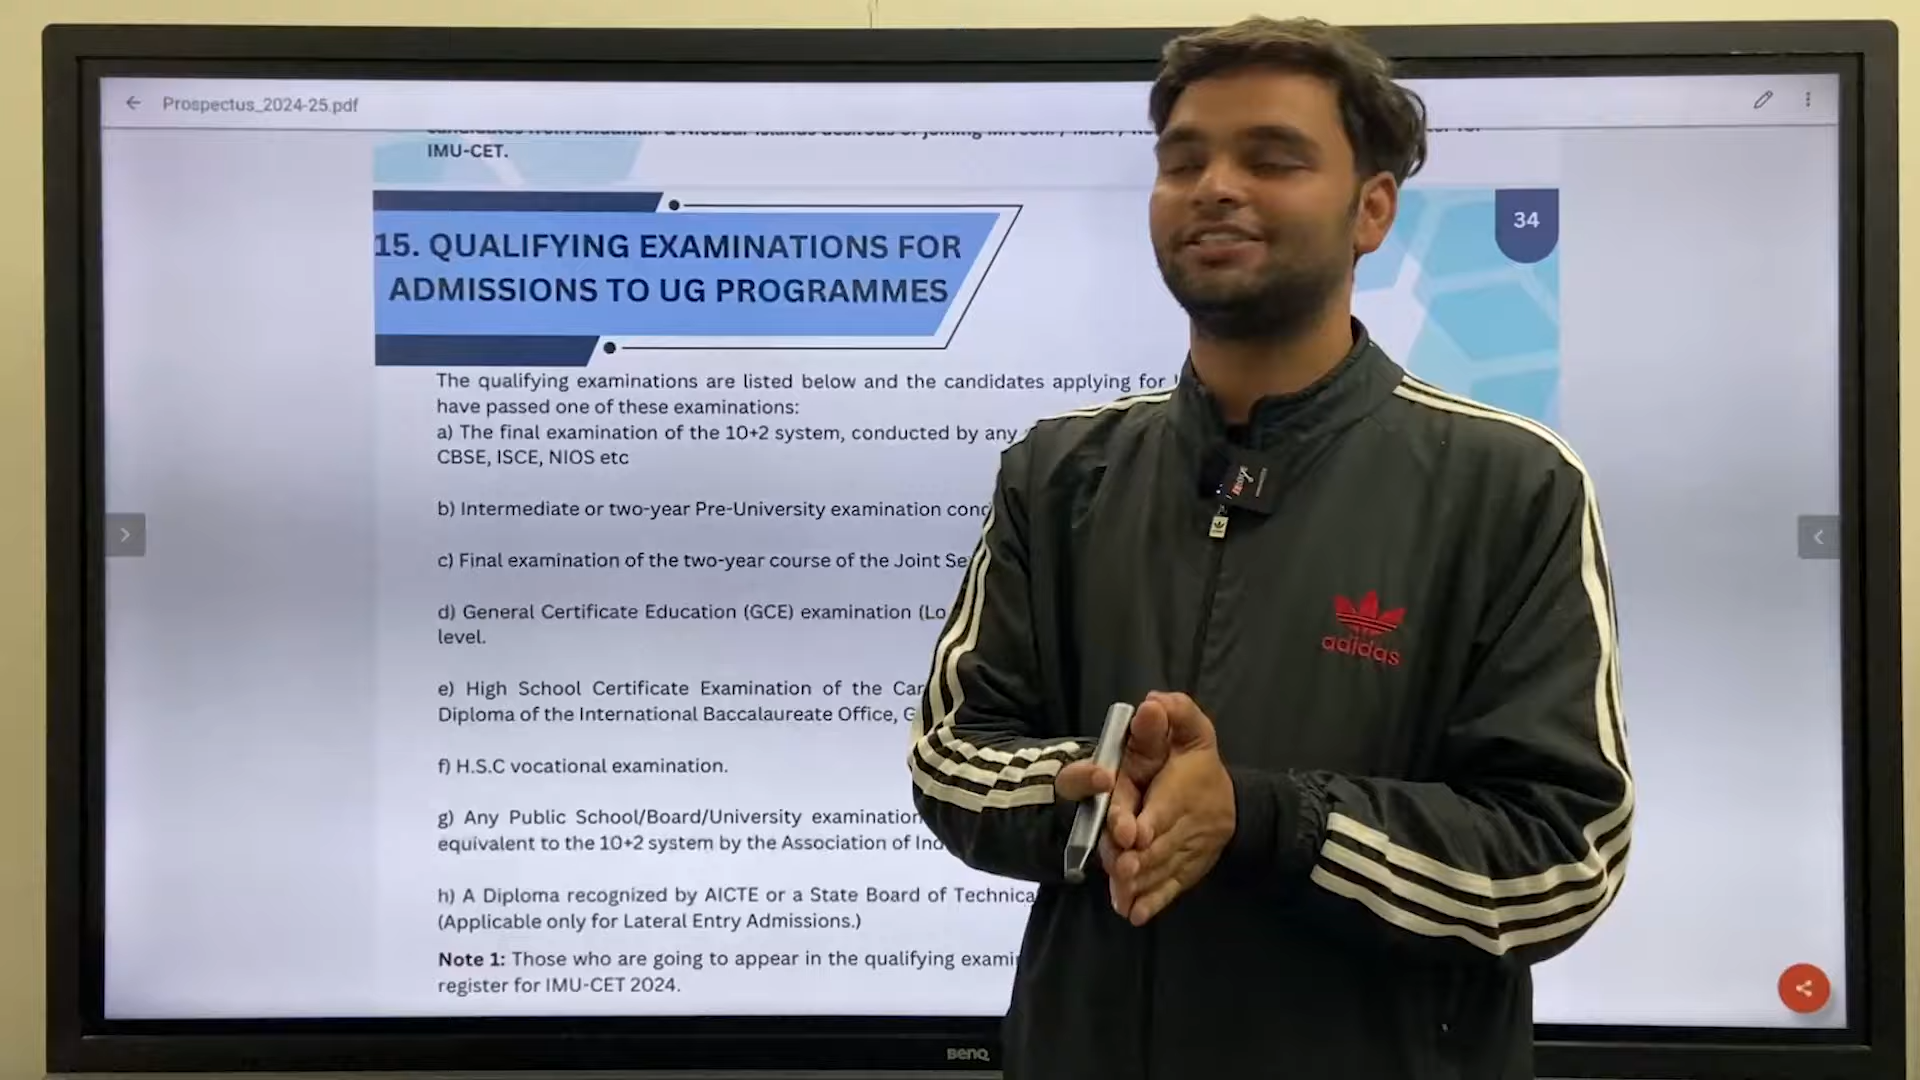 Prospectus_2024-25.pdf
IMU-CET.
34
15. QUALIFYING EXAMINATIONS FOR
ADMISSIONS TO UG PROGRAMMES
The qualifying examinations are listed below and the candidates applying for
have passed one of these examinations:
a) The final examination of the 10+2 system, conducted by any
CBSE, ISCE, NIOS etc
b) Intermediate or two-year Pre-University examination
c) Final examination of the two-year course of the Joint
d) General Certificate Education (GCE) examination
level.
e) High School Certificate Examination of the
Diploma of the International Baccalaureate Office,
f) H.S.C vocational examination.
g) Any Public School/Board/University examination
equivalent to the 10+2 system by the Association of
h) A Diploma recognized by AICTE or a State Board of
(Applicable only for Lateral Entry Admissions.)
Note 1: Those who are going to appear in the qualifying
register for IMU-CET 2024.
adidas
BenQ